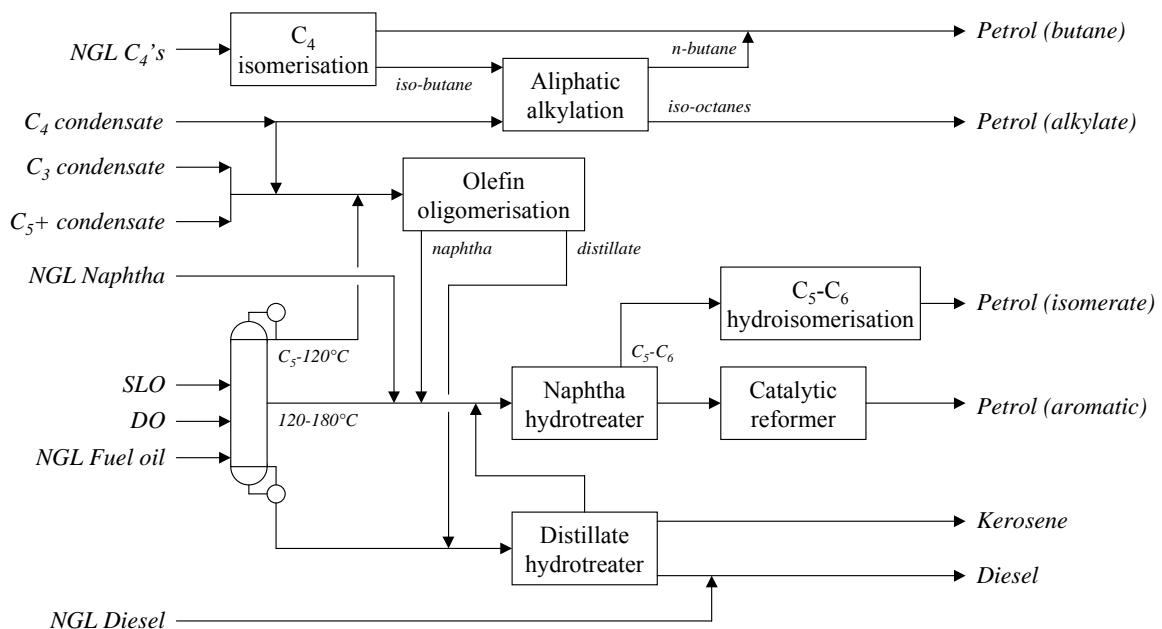 C₄
isomerisation
NGL C₄'s
Petrol (butane)
n-butane
iso-butane
Aliphatic
alkylation
iso-octanes
C₄ condensate
Petrol (alkylate)
C₃ condensate
Olefin
oligomerisation
C₅+ condensate
naphtha
distillate
NGL Naphtha
C₅-C₆
hydroisomerisation
Petrol (isomerate)
C₅-120°C
C₅-C₆
SLO
Naphtha
hydrotreater
Catalytic
reformer
Petrol (aromatic)
DO
120-180°C
NGL Fuel oil
Kerosene
Distillate
hydrotreater
Diesel
NGL Diesel